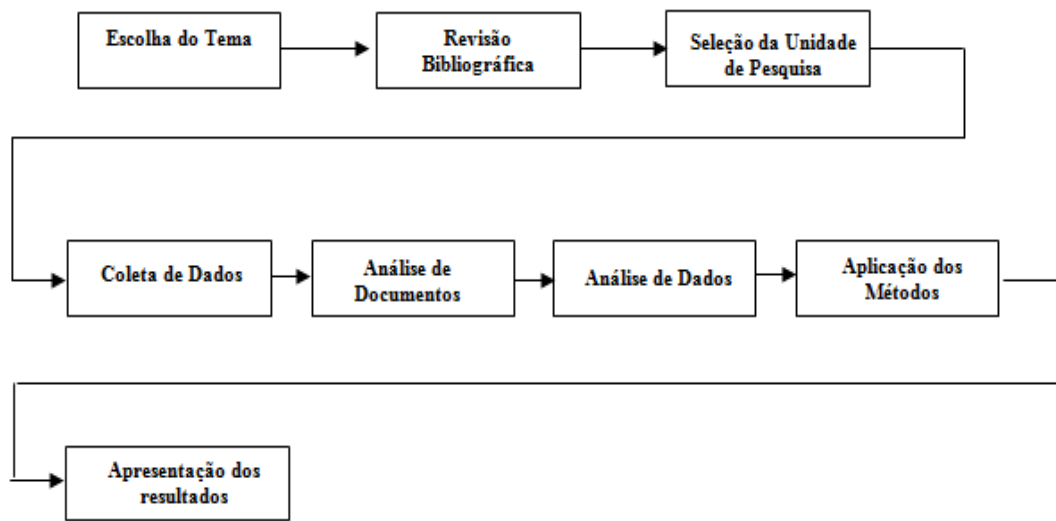 Escolha do Tema
Revisão
Bibliográfica
Seleção da Unidade
de Pesquisa
Coleta de Dados
Análise de
Documentos
Análise de Dados
Aplicação dos
Métodos
Apresentação dos
resultados